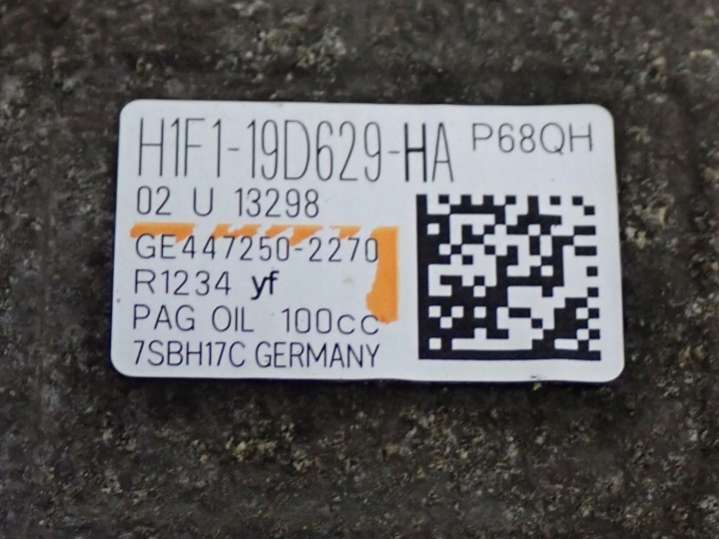 H1F1-19D629-HA P68QH
02 U 13298
GE447250-2270
R1234 yf
PAG OIL 100cc
7SBH17C GERMANY